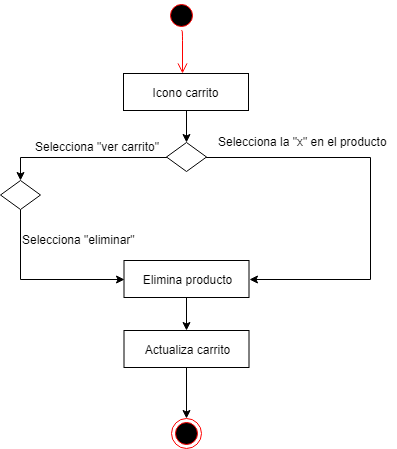 Icono carrito
Selecciona "ver carrito"
Selecciona la "x" en el producto
Selecciona "eliminar"
Elimina producto
Actualiza carrito